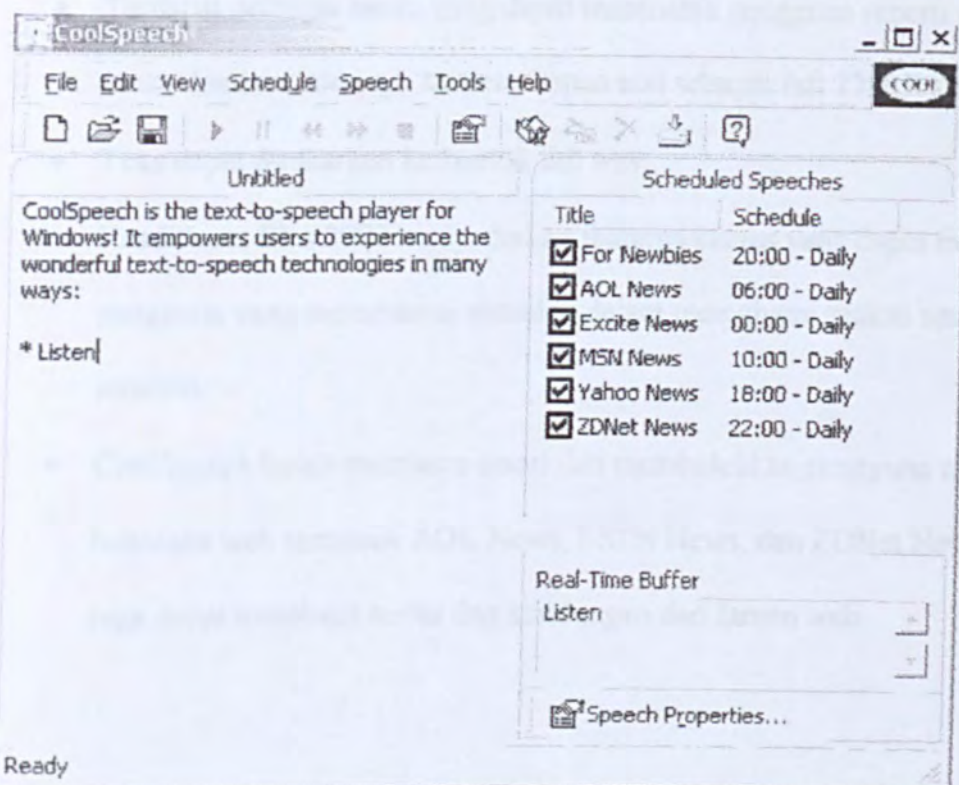 CoolSpeech
File Edit View Schedule Speech Tools Help
COOL
Untitled
CoolSpeech is the text-to-speech player for
Windows! It empowers users to experience the
wonderful text-to-speech technologies in many
ways:
* Listen
Scheduled Speeches
Title Schedule
For Newbies 20:00 - Daily
AOL News 06:00 - Daily
Excite News 00:00 - Daily
MSN News 10:00 - Daily
Yahoo News 18:00 - Daily
ZDNet News 22:00 - Daily
Real-Time Buffer
Listen
Speech Properties...
Ready